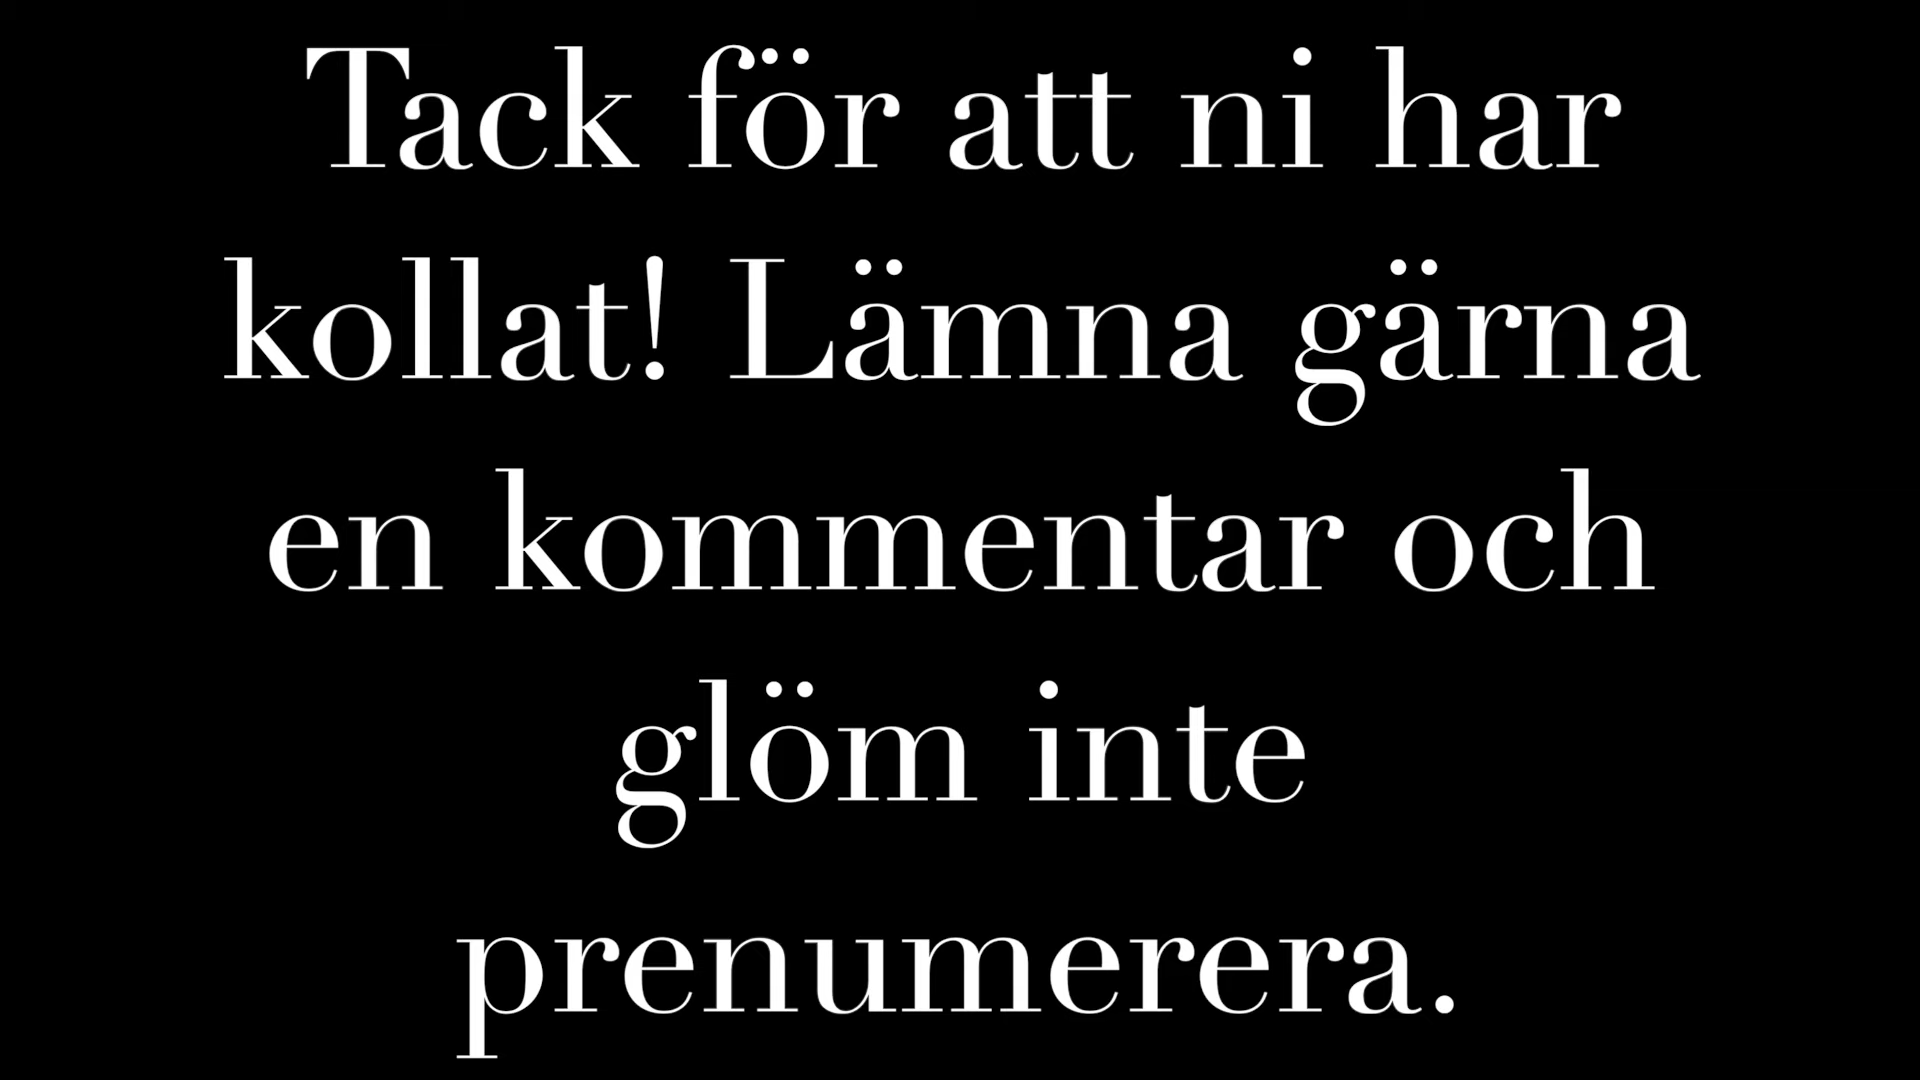 Tack för att ni har
kollat! Lämna gärna
en kommentar och
glöm inte
prenumerera.